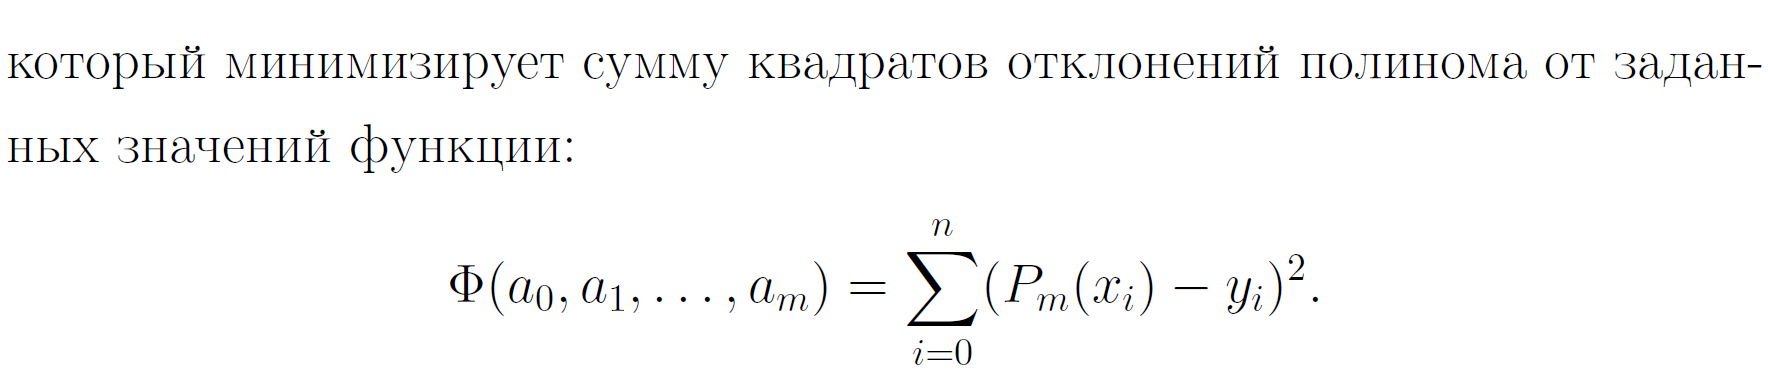 который минимизирует сумму квадратов отклонений полинома от задан-
ных значений функции:
Φ(a₀, a₁, . . . , aₘ) = ∑ᵢ₌₀ⁿ (Pₘ(xᵢ) − yᵢ)².